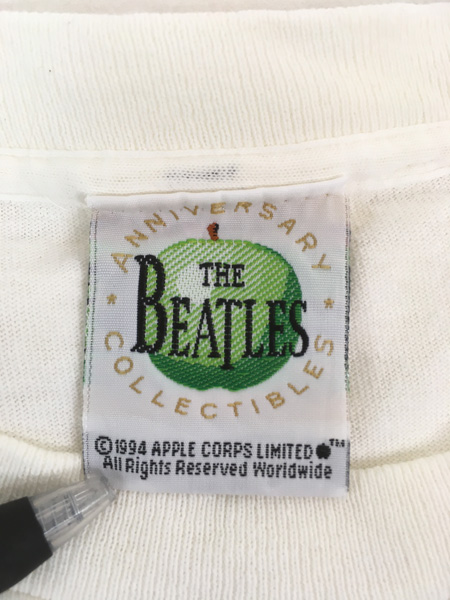 ANNIVERSARY
THE
BEATLES
COLLECTIBLES
©1994 APPLE CORPS LIMITED ™
All Rights Reserved Worldwide